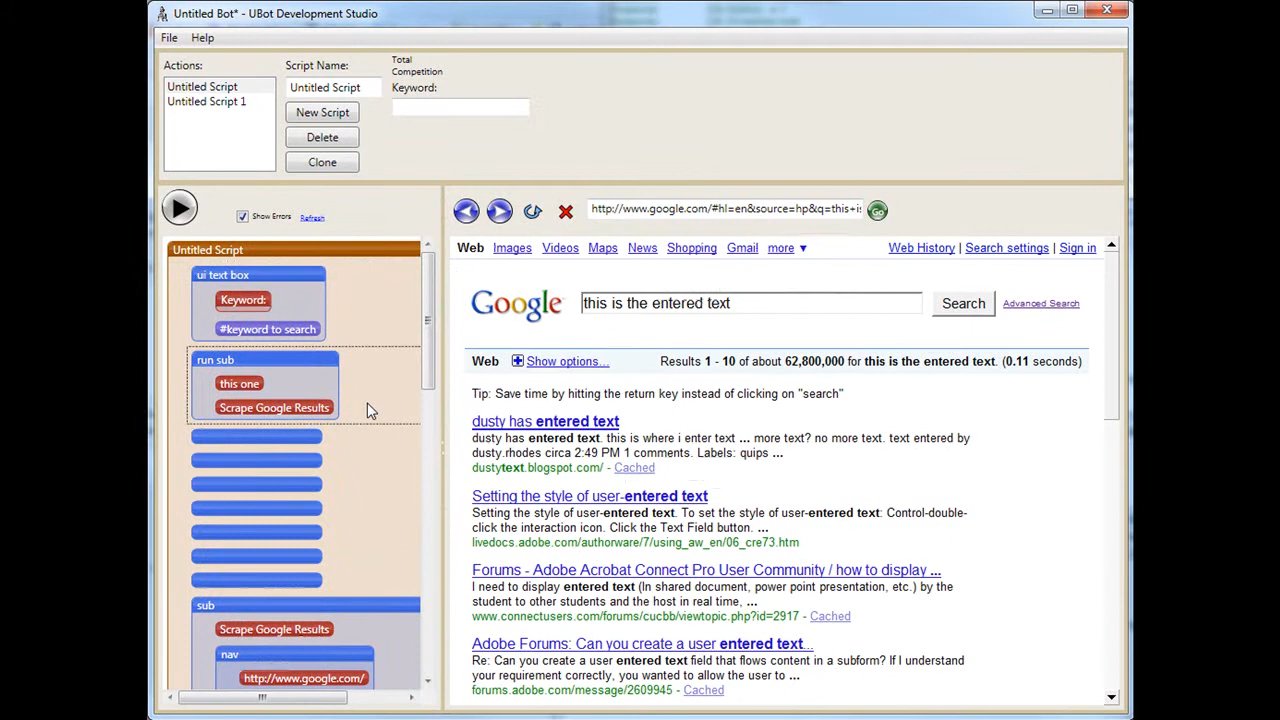 Untitled Bot* - UBot Development Studio
File Help
Actions:
Untitled Script
Untitled Script 1
Script Name:
Untitled Script
New Script
Delete
Clone
Total
Competition
Keyword:
Show Errors Refresh
http://www.google.com/#hl=en&source=hp&q=this+i: Go
Untitled Script
ui text box
Keyword:
#keyword to search
run sub
this one
Scrape Google Results
sub
Scrape Google Results
nav
http://www.google.com/
Web Images Videos Maps News Shopping Gmail more ▼ Web History | Search settings | Sign in
Google this is the entered text Search Advanced Search
Web Show options... Results 1 - 10 of about 62,800,000 for this is the entered text. (0.11 seconds)
Tip: Save time by hitting the return key instead of clicking on "search"
dusty has entered text
dusty has entered text. this is where i enter text ... more text? no more text. text entered by
dusty.rhodes circa 2:49 PM 1 comments. Labels: quips ...
dustytext.blogspot.com/ - Cached
Setting the style of user-entered text
Setting the style of user-entered text. To set the style of user-entered text: Control-double-
click the interaction icon. Click the Text Field button. ...
livedocs.adobe.com/authorware/7/using_aw_en/06_cre73.htm
Forums - Adobe Acrobat Connect Pro User Community / how to display ...
I need to display entered text (In shared document, power point presentation, etc.) by the
student to other students and the host in real time, ...
www.connectusers.com/forums/cucbb/viewtopic.php?id=2917 - Cached
Adobe Forums: Can you create a user entered text...
Re: Can you create a user entered text field that flows content in a subform? If I understand
your requirement correctly, you wanted to allow the user to ...
forums.adobe.com/message/2609945 - Cached